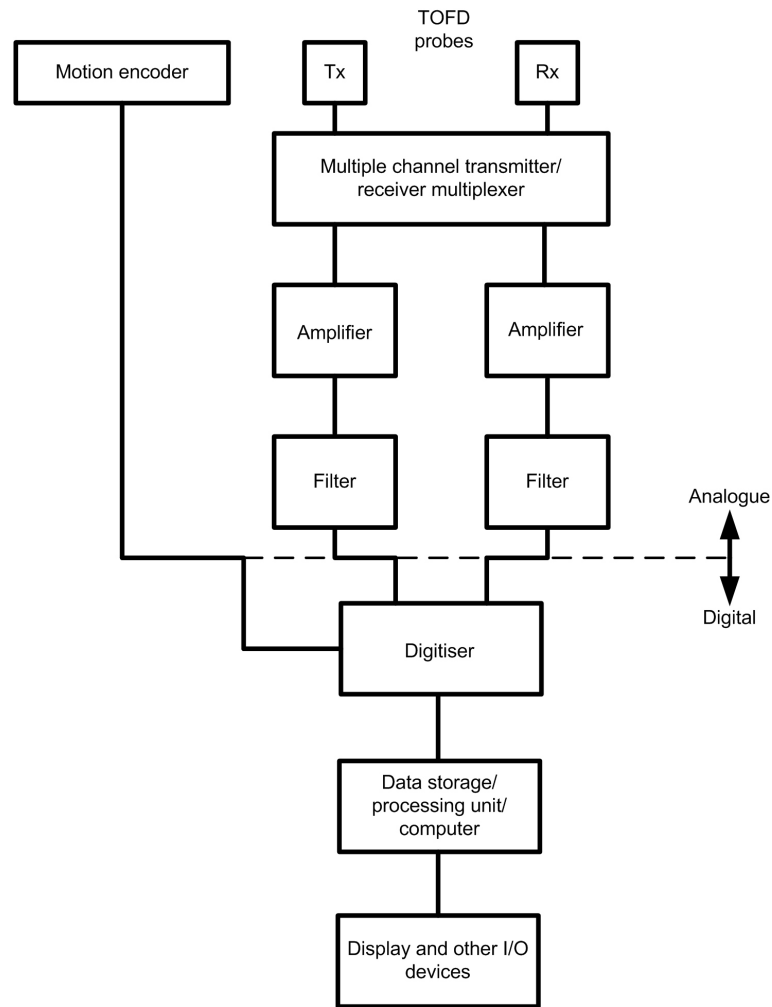 TOFD
probes
Motion encoder
Tx
Rx
Multiple channel transmitter/
receiver multiplexer
Amplifier
Amplifier
Filter
Filter
Analogue
Digital
Digitiser
Data storage/
processing unit/
computer
Display and other I/O
devices